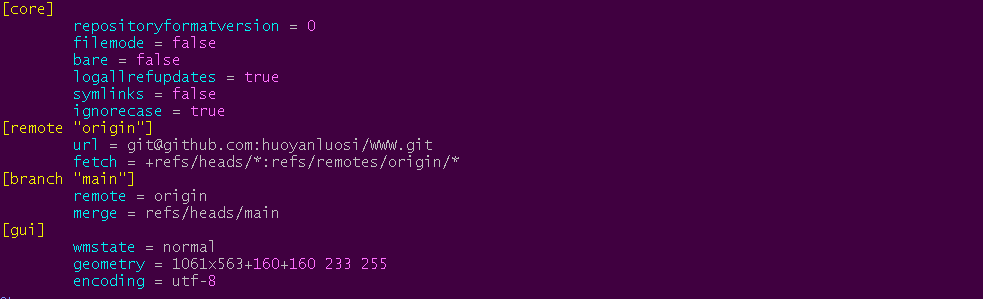 [core]
repositoryformatversion = 0
filemode = false
bare = false
logallrefupdates = true
symlinks = false
ignorecase = true
[remote "origin"]
url = git@github.com:huoyanluosi/WWW.git
fetch = +refs/heads/*:refs/remotes/origin/*
[branch "main"]
remote = origin
merge = refs/heads/main
[gui]
wmstate = normal
geometry = 1061x563+160+160 233 255
encoding = utf-8